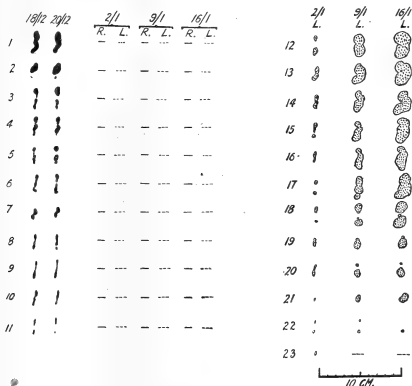 18/12 20/12 2/1 9/1 16/1 2/1 9/1 16/1
R. L. R. L. R. L. L. L. L.
1 — --- — --- — --- 12
2 — --- — --- — --- 13
3 — --- — --- — --- 14
4 — --- — --- — --- 15
5 — --- — --- — --- 16
6 — --- — --- — --- 17
7 — --- — --- — --- 18
8 — --- — --- — --- 19
9 — --- — --- — --- 20
10 — --- — --- — --- 21
11 — --- — --- — --- 22
23 — ---
10 CM.